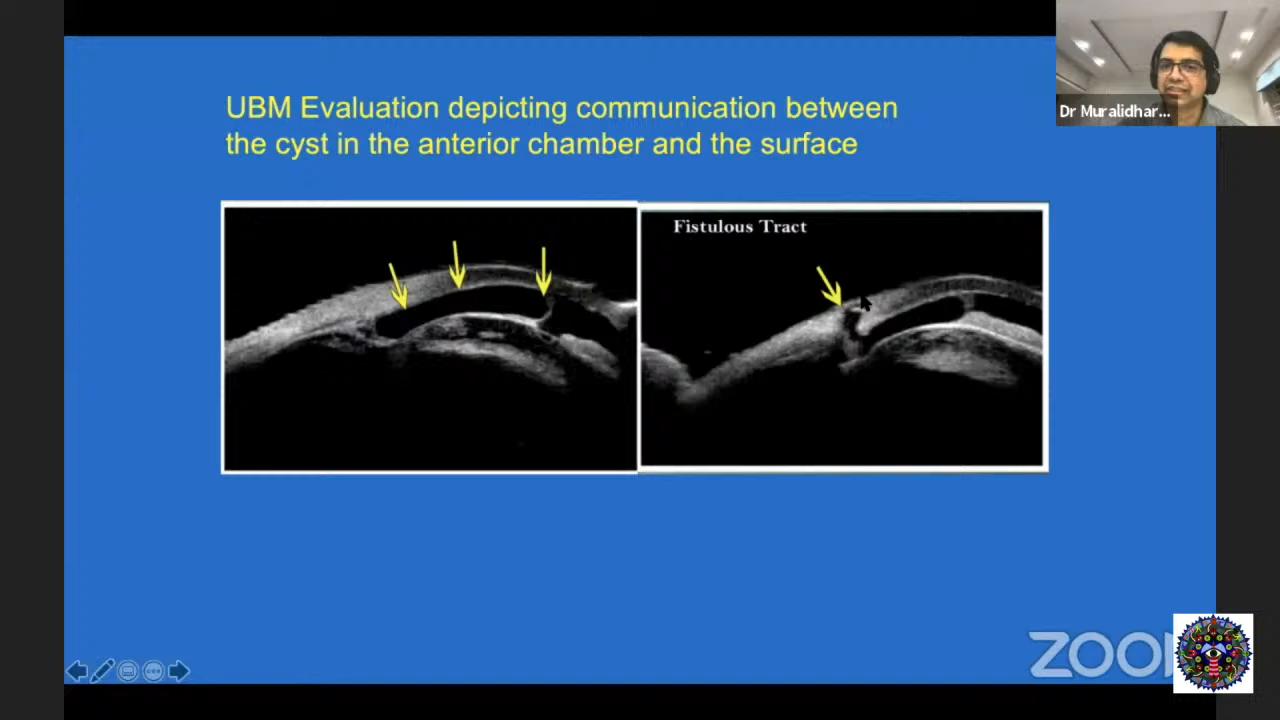 UBM Evaluation depicting communication between
the cyst in the anterior chamber and the surface
Dr Muralidhar...
Fistulous Tract
ZOO